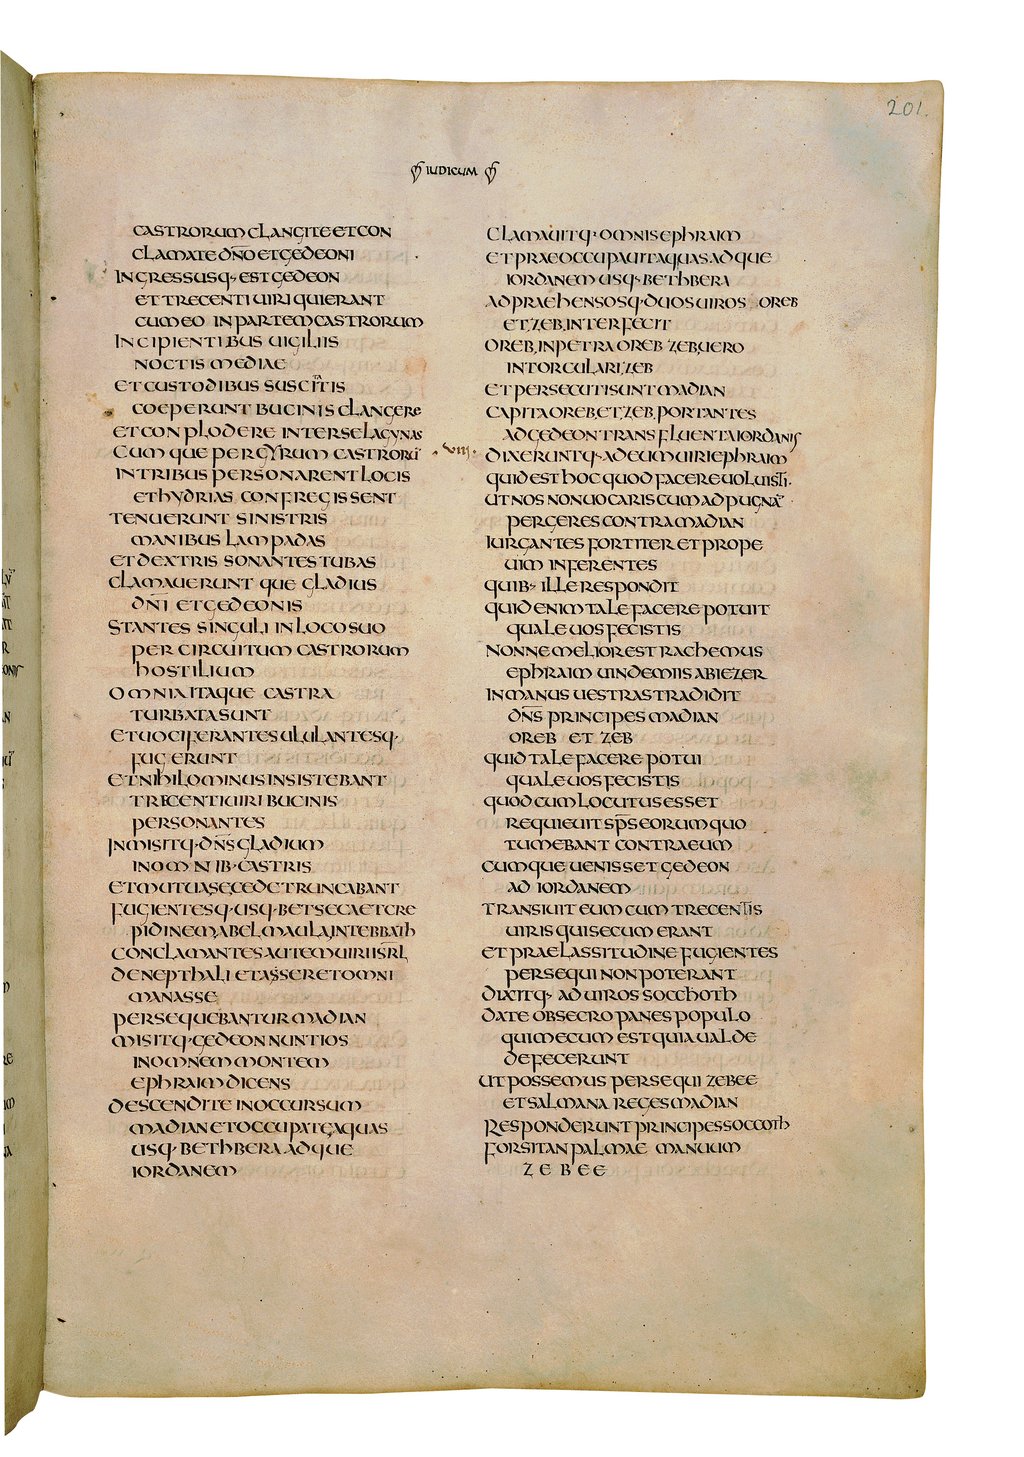 201.
IUDICUM
CASTRORUM CLANGITE ET CON
CLAMATE DN̄O ET GEDEONI
INGRESSUSQ· EST GEDEON
ET TRECENTI UIRI QUI ERANT
CUM EO IN PARTEM CASTRORUM
INCIPIENTIBUS UIGILIIS
NOCTIS MEDIAE
ET CUSTODIBUS SUSCITATIS
COEPERUNT BUCINIS CLANGERE
ET CONPLODERE INTER SE LAGYNAS
CUMQUE PER GYRUM CASTRORŪ
IN TRIBUS PERSONARENT LOCIS
ET HYDRIAS CONFREGISSENT
TENUERUNT SINISTRIS
MANIBUS LAMPADAS
ET DEXTRIS SONANTES TUBAS
CLAMAUERUNTQUE GLADIUS
DN̄I ET GEDEONIS
STANTES SINGULI IN LOCO SUO
PER CIRCUITUM CASTRORUM
HOSTILIUM
OMNIA ITAQUE CASTRA
TURBATA SUNT
ET UOCIFERANTES ULULANTESQ·
FUGERUNT
ET NIHILOMINUS INSISTEBANT
TRECENTI UIRI BUCINIS
PERSONANTES
INMISITQ· DN̄S GLADIUM
IN OMNIB· CASTRIS
ET MUTUA SE CEDE TRUNCABANT
FUGIENTESQ· USQ· BETSECA ET CRE
PIDINEM ABELMAULA IN TEBBATH
CONCLAMANTES AUTEM UIRI ISRL̄
DE NEPTHALI ET ASSER ET OMNI
MANASSE
PERSEQUEBANTUR MADIAN
MISITQ· GEDEON NUNTIOS
IN OMNEM MONTEM
EPHRAIM DICENS
DESCENDITE IN OCCURSUM
MADIAN ET OCCUPATE AQUAS
USQ· BETHBERA ADQUE
IORDANEM
CLAMAUITQ· OMNIS EPHRAIM
ET PRAEOCCUPAUIT AQUAS ADQUE
IORDANEM USQ· BETHBERA
ADPRAEHENSOSQ· DUOS UIROS OREB
ET ZEB INTERFECIT
OREB IN PETRA OREB ZEB UERO
IN TORCULARI ZEB
ET PERSECUTI SUNT MADIAN
CAPITA OREB ET ZEB PORTANTES
AD GEDEON TRANS FLUENTA IORDANIS
VIII DIXERUNTQ· AD EUM UIRI EPHRAIM
QUID EST HOC QUOD FACERE UOLUISTI·
UT NOS NON UOCARIS CUM AD PUGNĀ
PERGERES CONTRA MADIAN
IURGANTES FORTITER ET PROPE
UIM INFERENTES
QUIB· ILLE RESPONDIT
QUID ENIM TALE FACERE POTUIT
QUALE UOS FECISTIS
NONNE MELIOR EST RACHEMUS
EPHRAIM UINDEMIIS ABIEZER
IN MANUS UESTRAS TRADIDIT
DN̄S PRINCIPES MADIAN
OREB ET ZEB
QUID TALE FACERE POTUI
QUALE UOS FECISTIS
QUOD CUM LOCUTUS ESSET
REQUIEUIT SP̄S EORUM QUO
TUMEBANT CONTRA EUM
CUMQUE UENISSET GEDEON
AD IORDANEM
TRANSIUIT EUM CUM TRECENTIS
UIRIS QUI SECUM ERANT
ET PRAE LASSITUDINE FUGIENTES
PERSEQUI NON POTERANT
DIXITQ· AD UIROS SOCCHOTH
DATE OBSECRO PANES POPULO
QUI MECUM EST QUIA UALDE
DEFECERUNT
UT POSSEMUS PERSEQUI ZEBEE
ET SALMANA REGES MADIAN
RESPONDERUNT PRINCIPES SOCCOTH
FORSITAN PALMAE MANUUM
ZEBEE